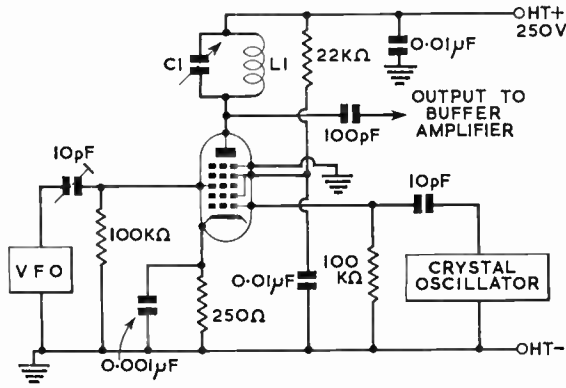 HT+
250V
0·01µF
22KΩ
C1
L1
OUTPUT TO
BUFFER
AMPLIFIER
100pF
10pF
10pF
100KΩ
VFO
0·01µF
100
KΩ
CRYSTAL
OSCILLATOR
250Ω
0·001µF
HT-